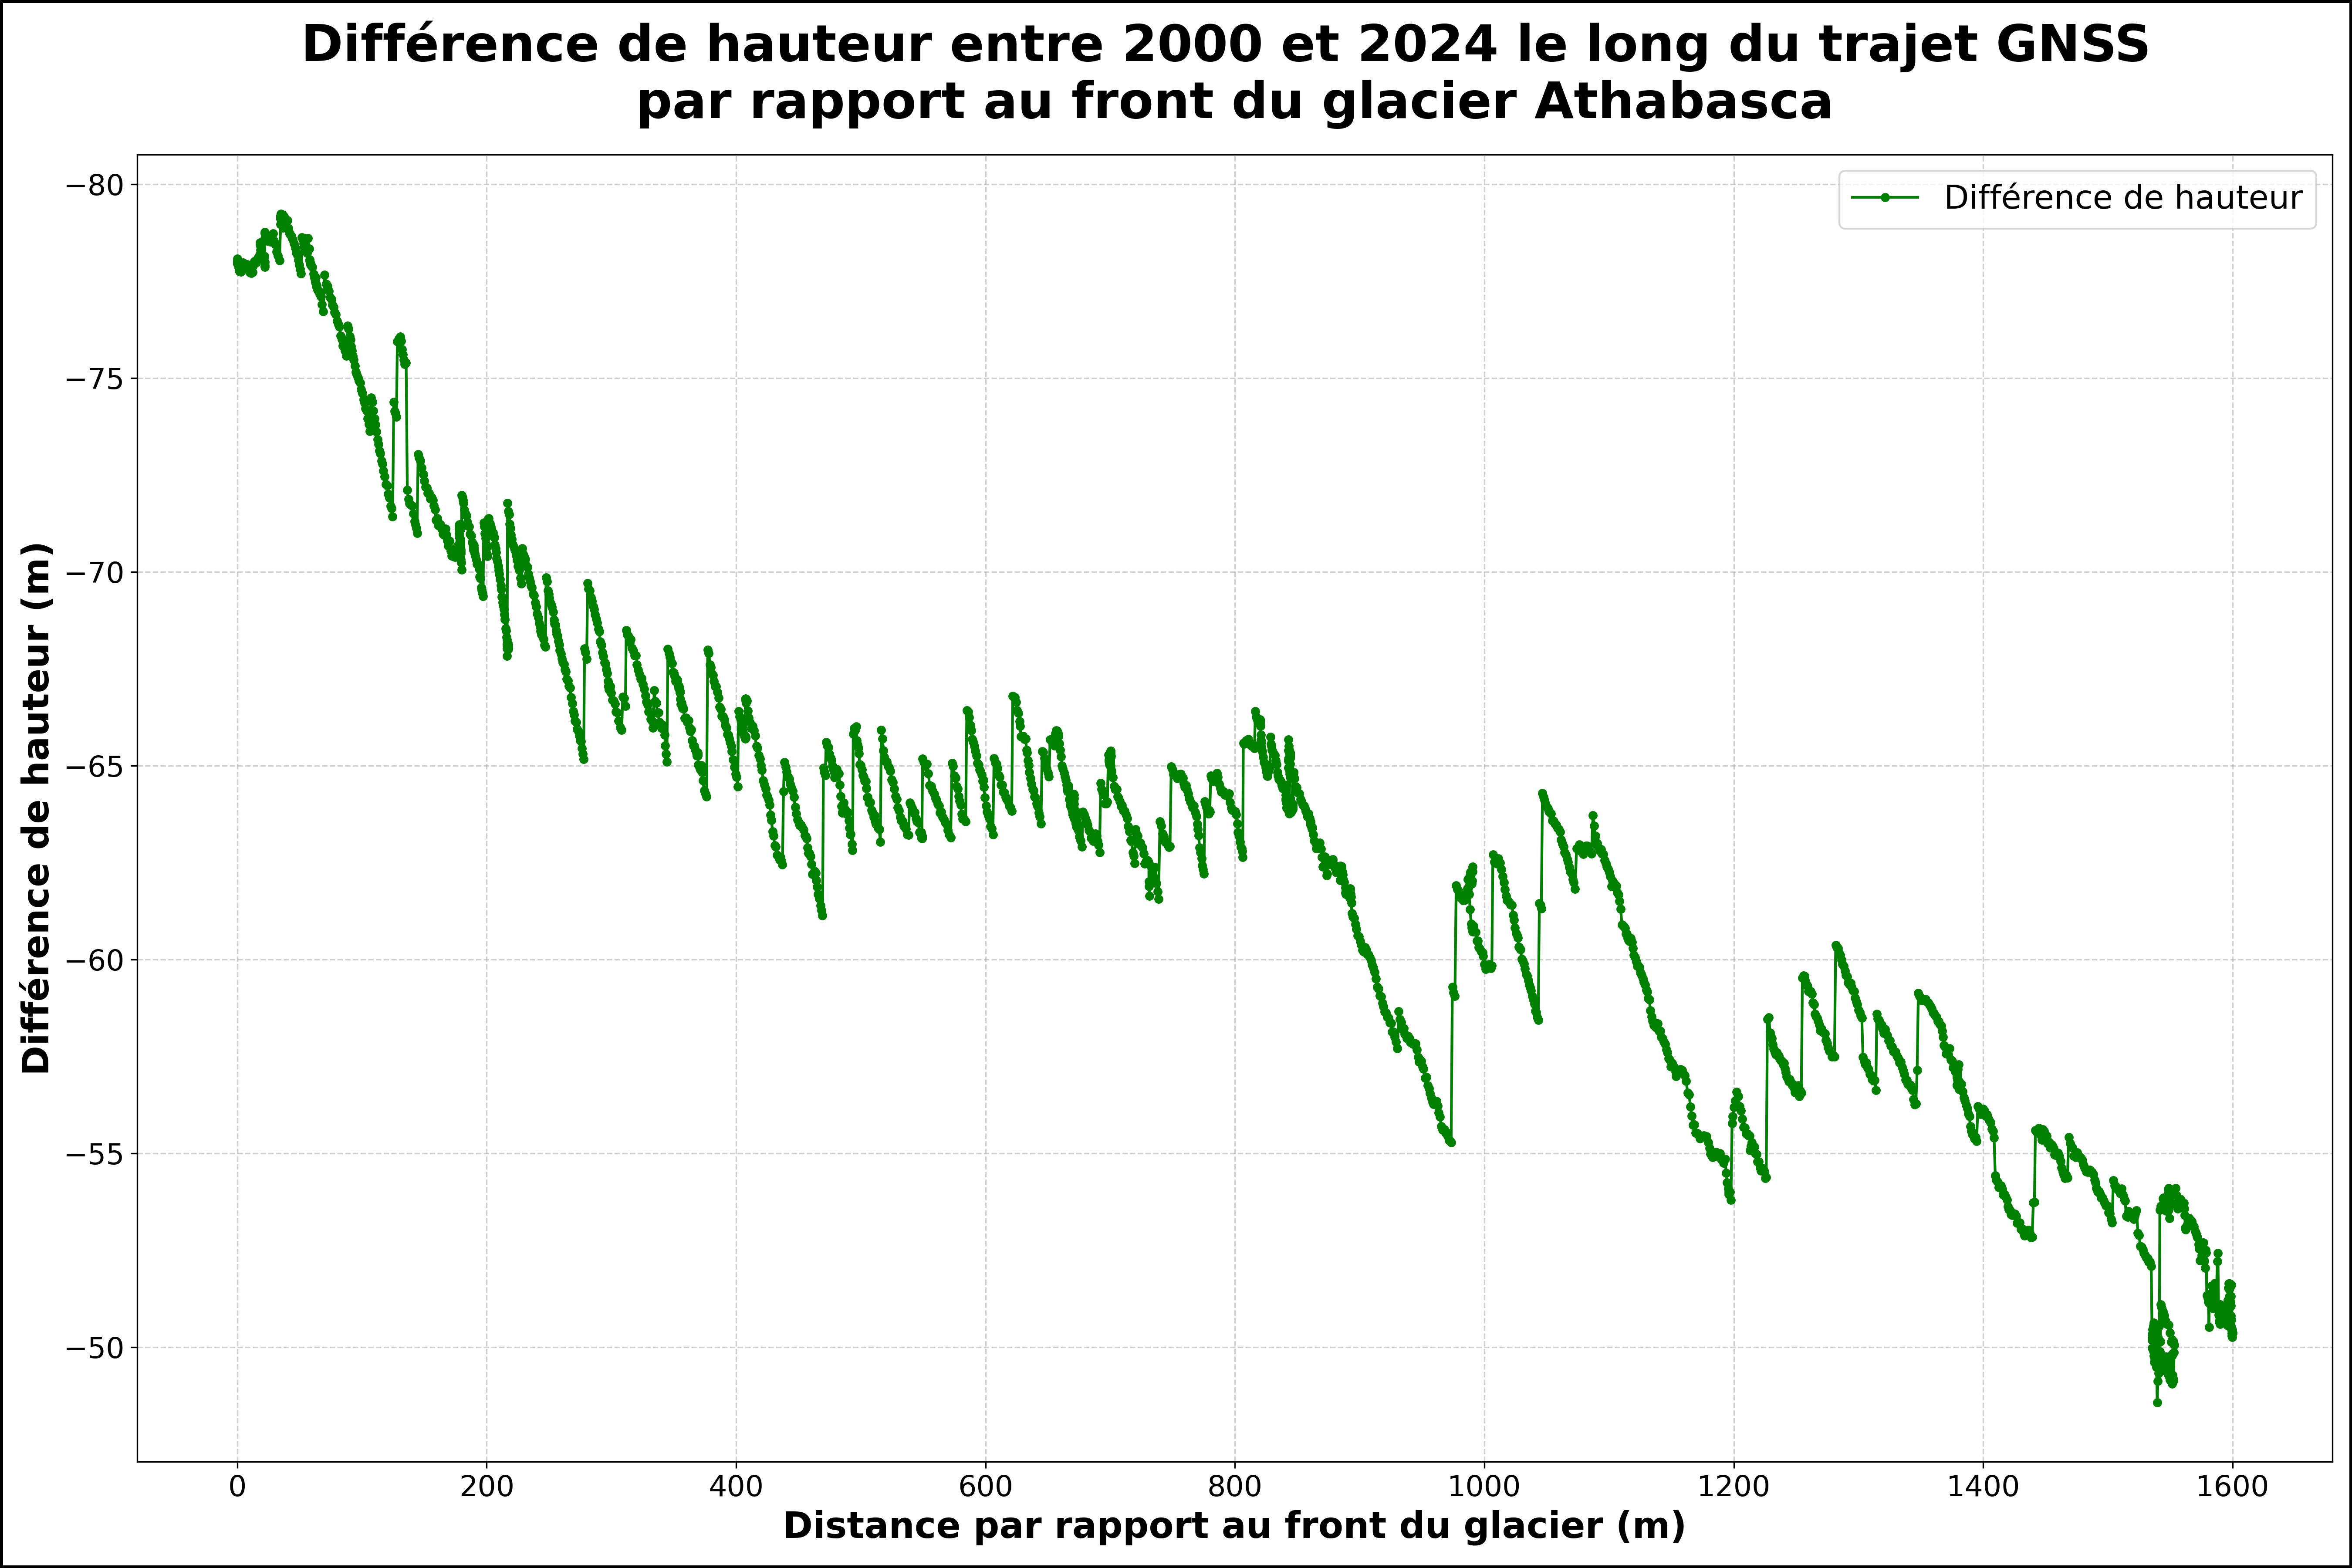 Différence de hauteur entre 2000 et 2024 le long du trajet GNSS
par rapport au front du glacier Athabasca
Différence de hauteur
Différence de hauteur (m)
−80
−75
−70
−65
−60
−55
−50
0 200 400 600 800 1000 1200 1400 1600
Distance par rapport au front du glacier (m)